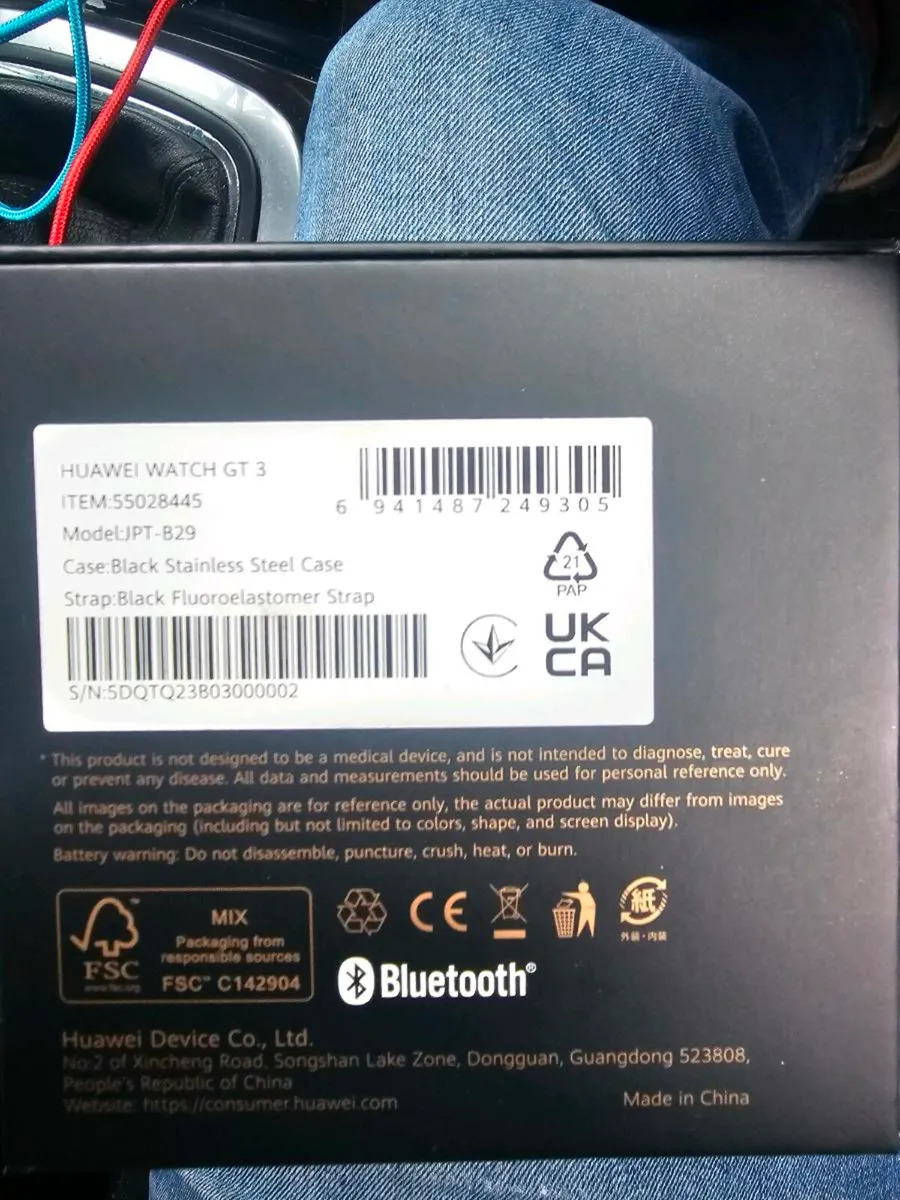 HUAWEI WATCH GT 3
ITEM:55028445
Model:JPT-B29
Case:Black Stainless Steel Case
Strap:Black Fluoroelastomer Strap
6 941487 249305
21
PAP
UK
CA
S/N:5DQTQ23B03000002
* This product is not designed to be a medical device, and is not intended to diagnose, treat, cure
or prevent any disease. All data and measurements should be used for personal reference only.
All images on the packaging are for reference only, the actual product may differ from images
on the packaging (including but not limited to colors, shape, and screen display).
Battery warning: Do not disassemble, puncture, crush, heat, or burn.
FSC
www.fsc.org
MIX
Packaging from
responsible sources
FSC™ C142904
CE
紙
外装・内装
Bluetooth®
Huawei Device Co., Ltd.
No.2 of Xincheng Road, Songshan Lake Zone, Dongguan, Guangdong 523808,
People's Republic of China
Website: https://consumer.huawei.com
Made in China